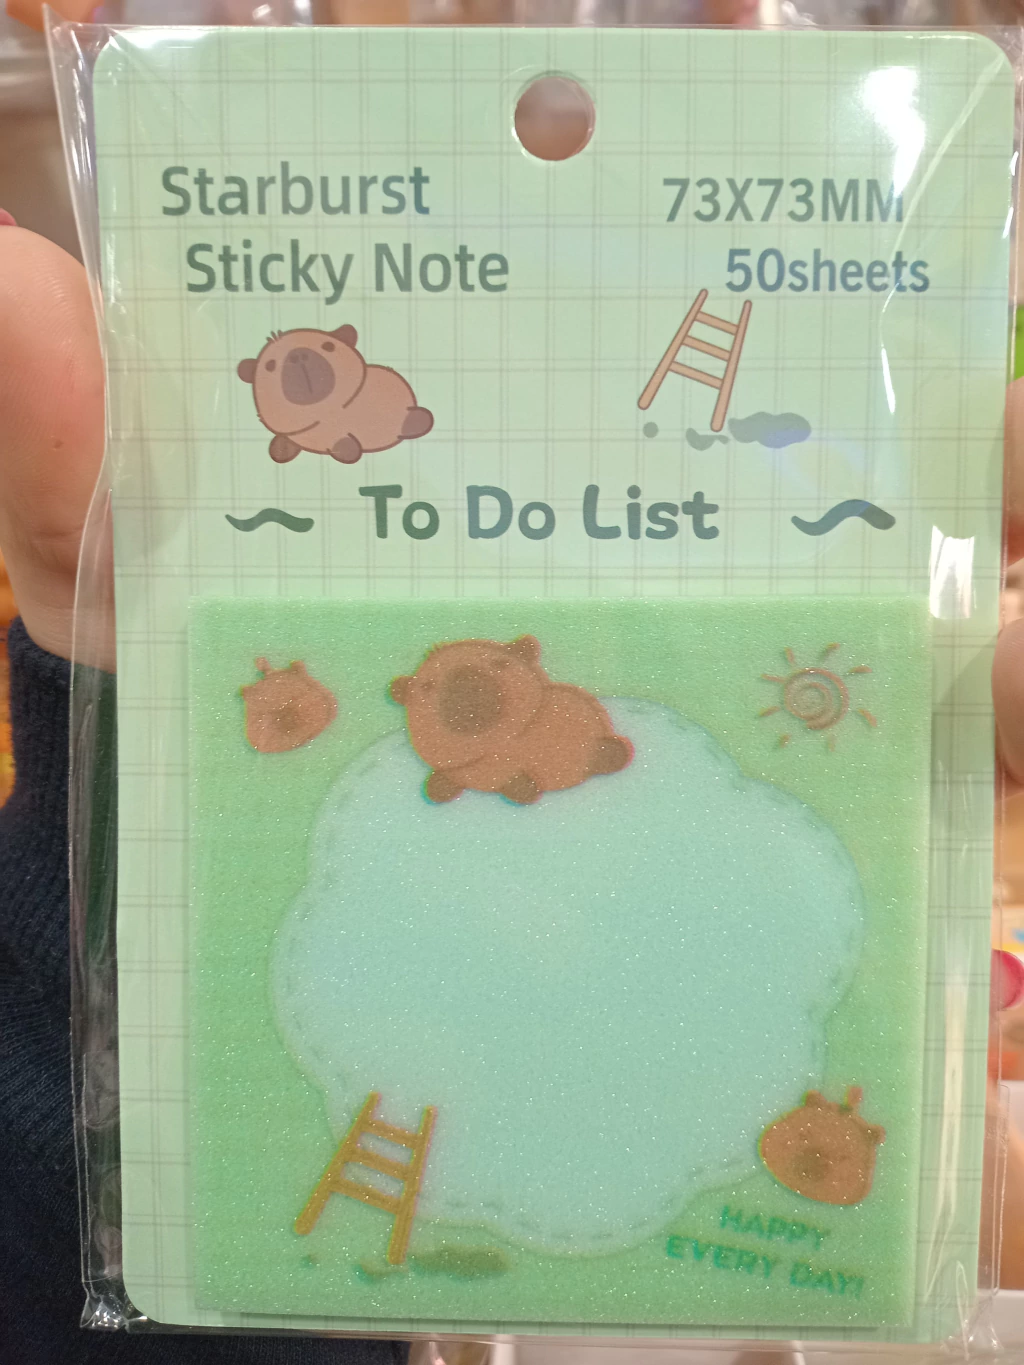 Starburst
Sticky Note
73X73MM
50sheets
To Do List
HAPPY
EVERY DAY!